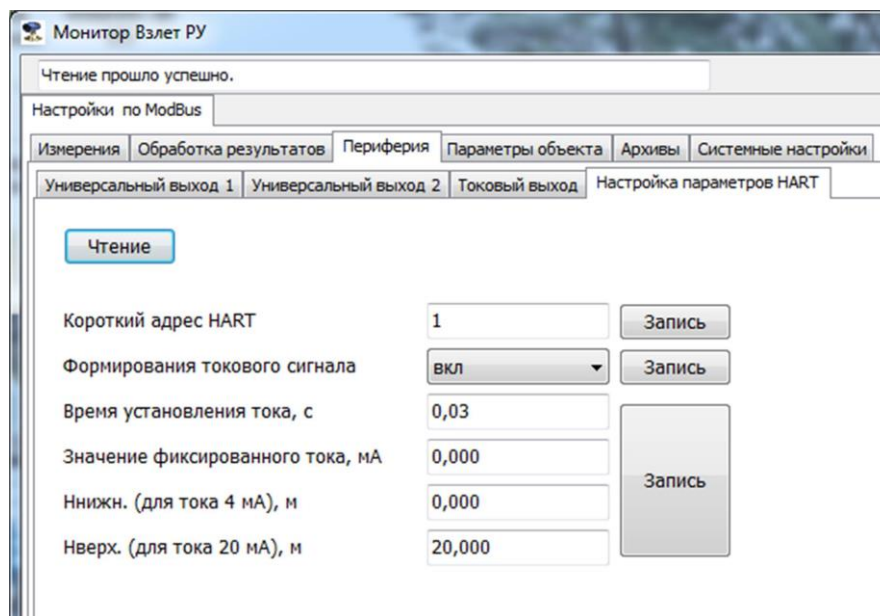 Монитор Взлет РУ
Чтение прошло успешно.
Настройки по ModBus
Измерения Обработка результатов Периферия Параметры объекта Архивы Системные настройки
Универсальный выход 1 Универсальный выход 2 Токовый выход Настройка параметров HART
Чтение
Короткий адрес HART 1 Запись
Формирования токового сигнала вкл Запись
Время установления тока, с 0,03
Значение фиксированного тока, мА 0,000
Запись
Ннижн. (для тока 4 мА), м 0,000
Нверх. (для тока 20 мА), м 20,000